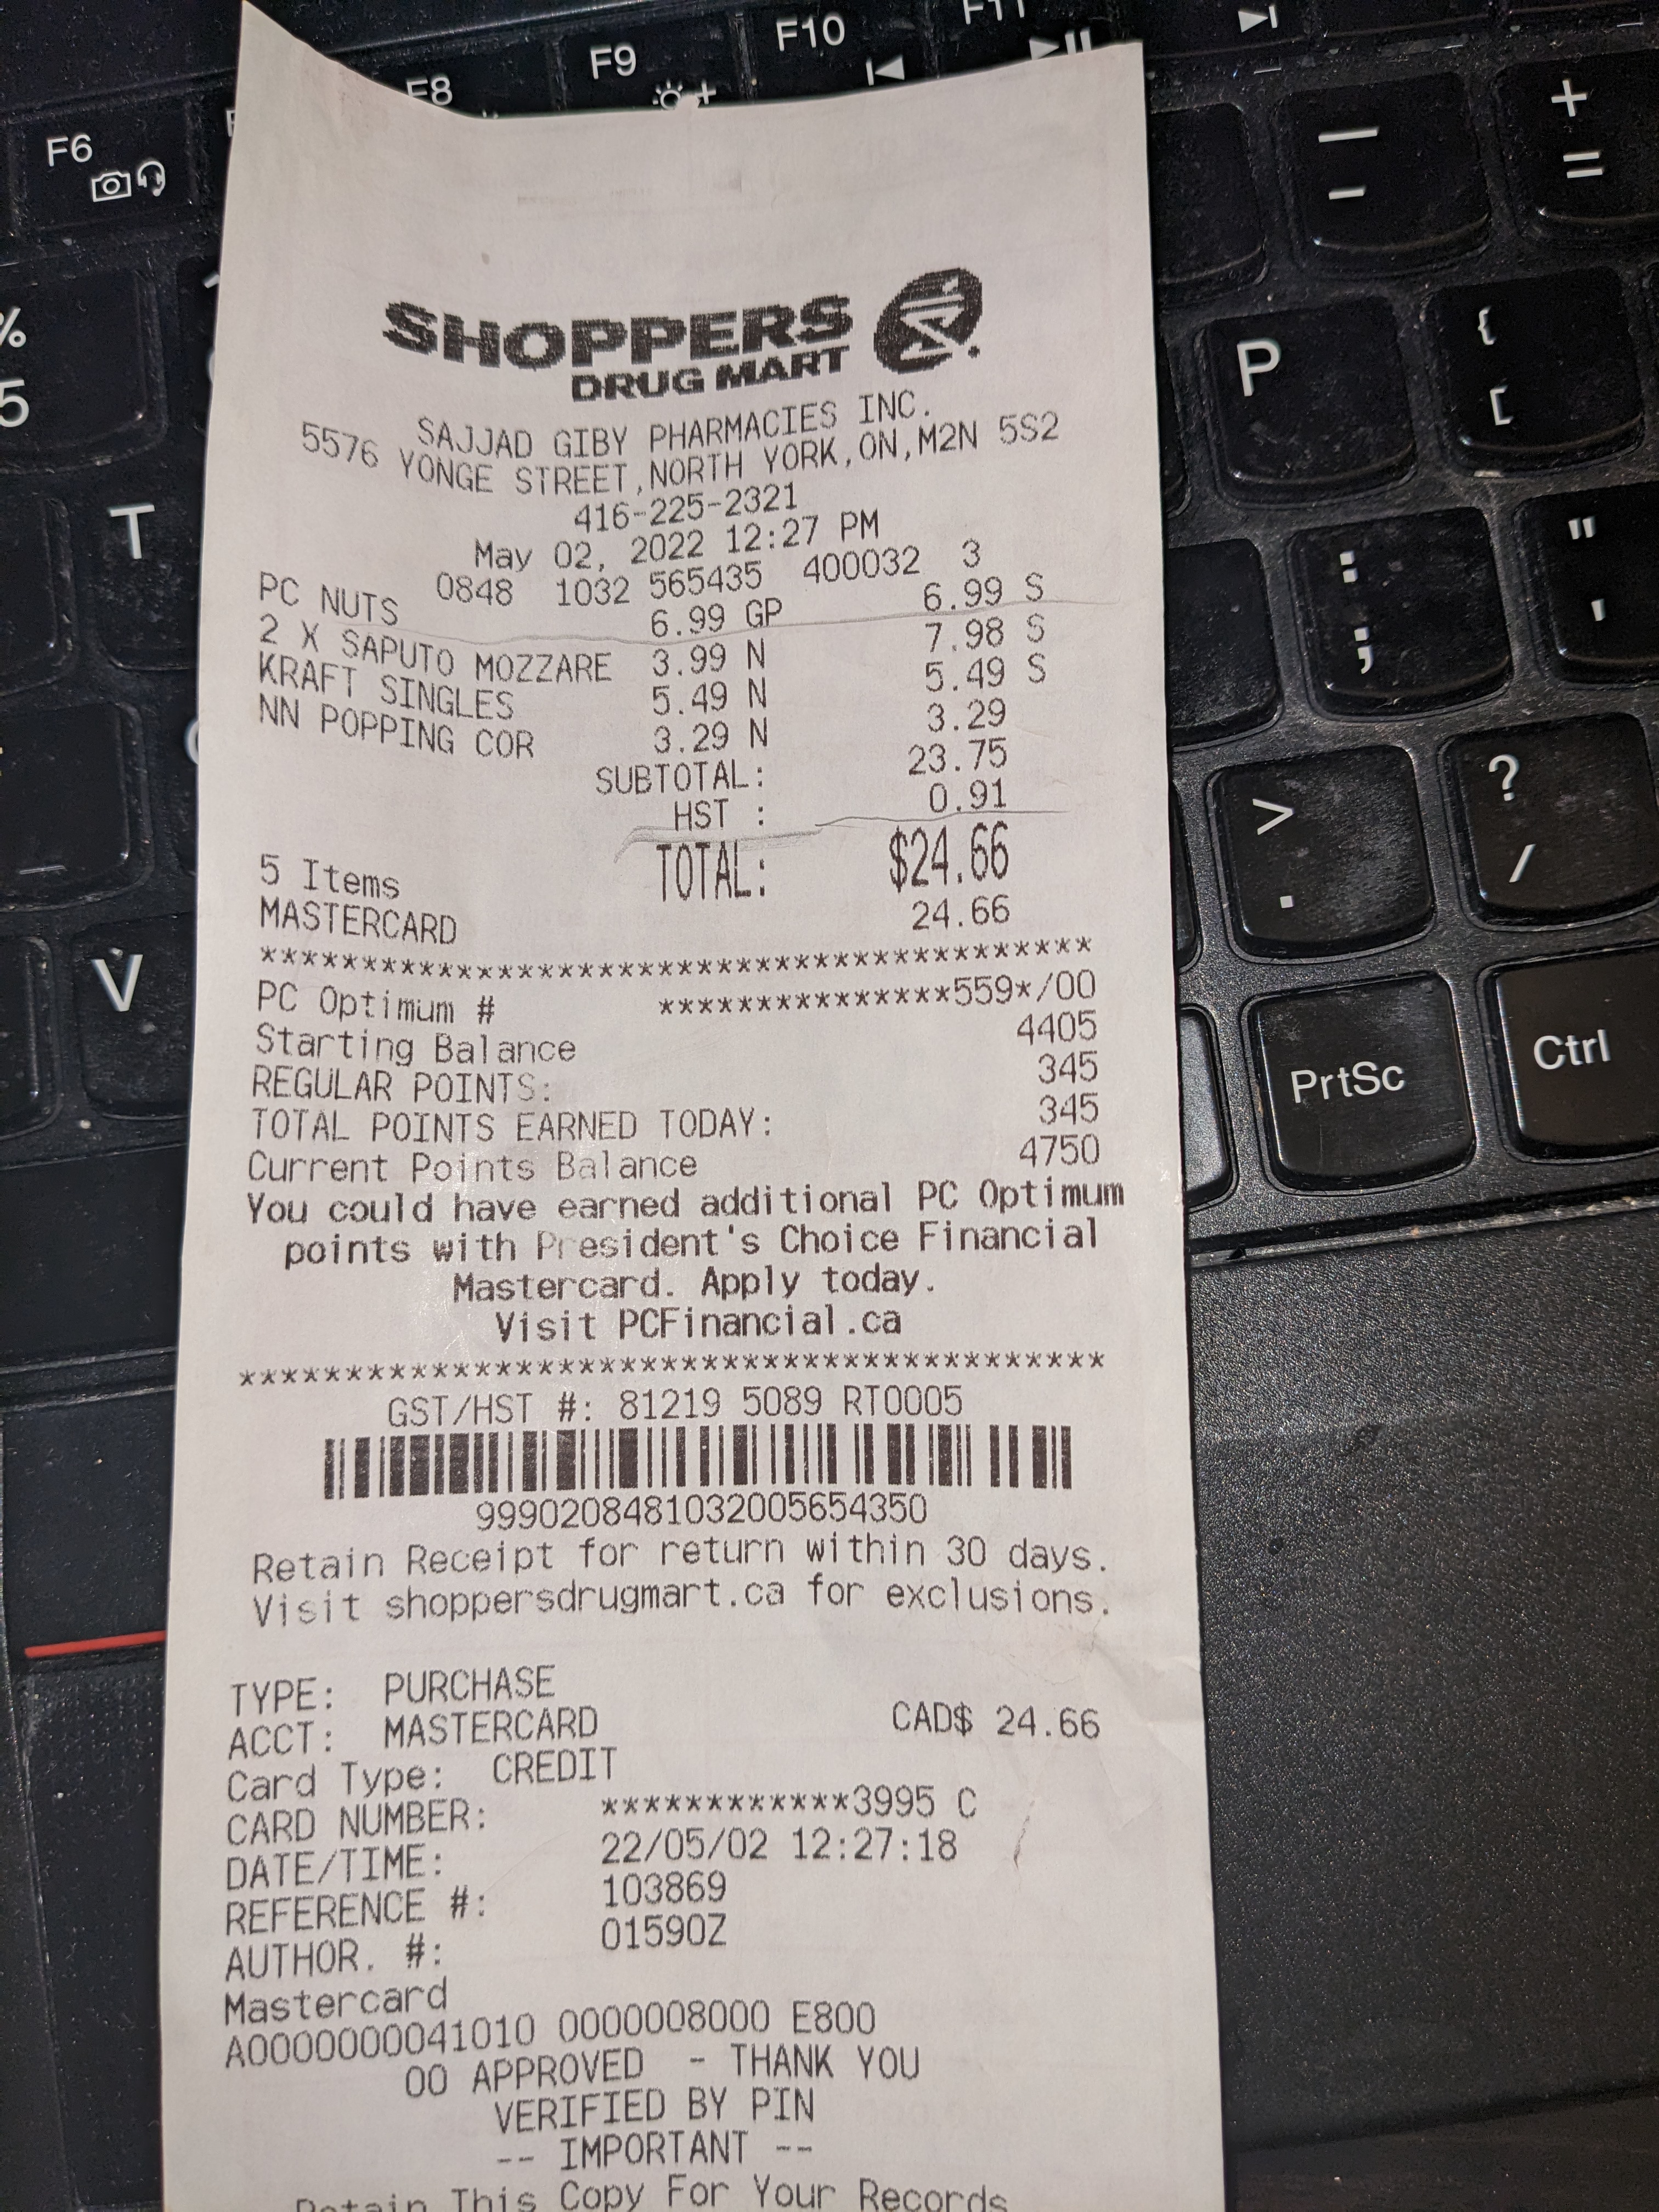 F6
F8
F9
F10
F11
%
5
T
V
P
+
=
{
[
:
;
"
'
>
.
?
/
PrtSc
Ctrl
SHOPPERS
DRUG MART
SAJJAD GIBY PHARMACIES INC.
5576 YONGE STREET,NORTH YORK,ON,M2N 5S2
416-225-2321
May 02, 2022 12:27 PM
0848 1032 565435 400032 3
PC NUTS 6.99 GP 6.99 S
2 X SAPUTO MOZZARE 3.99 N 7.98 S
KRAFT SINGLES 5.49 N 5.49 S
NN POPPING COR 3.29 N 3.29
SUBTOTAL: 23.75
HST : 0.91
5 Items TOTAL: $24.66
MASTERCARD 24.66
****************************************
PC Optimum # **************559*/00
Starting Balance 4405
REGULAR POINTS: 345
TOTAL POINTS EARNED TODAY: 345
Current Points Balance 4750
You could have earned additional PC Optimum
points with President's Choice Financial
Mastercard. Apply today.
Visit PCFinancial.ca
****************************************
GST/HST #: 81219 5089 RT0005
9990208481032005654350
Retain Receipt for return within 30 days.
Visit shoppersdrugmart.ca for exclusions.
TYPE: PURCHASE
ACCT: MASTERCARD CAD$ 24.66
Card Type: CREDIT
CARD NUMBER: ************3995 C
DATE/TIME: 22/05/02 12:27:18
REFERENCE #: 103869
AUTHOR. #: 01590Z
Mastercard
A0000000041010 0000008000 E800
00 APPROVED - THANK YOU
VERIFIED BY PIN
-- IMPORTANT --
Retain This Copy For Your Records